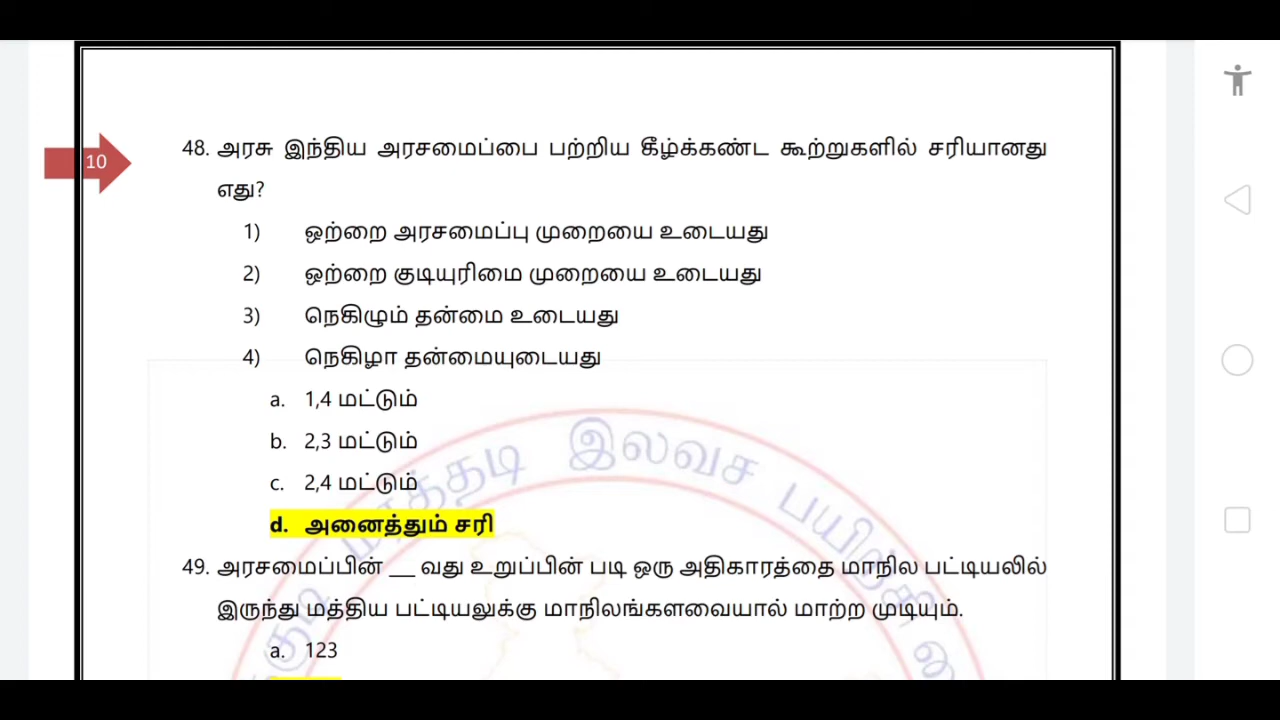 10
48. அரசு இந்திய அரசமைப்பை பற்றிய கீழ்க்கண்ட கூற்றுகளில் சரியானது
எது?
1) ஒற்றை அரசமைப்பு முறையை உடையது
2) ஒற்றை குடியுரிமை முறையை உடையது
3) நெகிழும் தன்மை உடையது
4) நெகிழா தன்மையுடையது
a. 1,4 மட்டும்
b. 2,3 மட்டும்
c. 2,4 மட்டும்
d. அனைத்தும் சரி
49. அரசமைப்பின் __ வது உறுப்பின் படி ஒரு அதிகாரத்தை மாநில பட்டியலில்
இருந்து மத்திய பட்டியலுக்கு மாநிலங்களவையால் மாற்ற முடியும்.
a. 123
இலவச